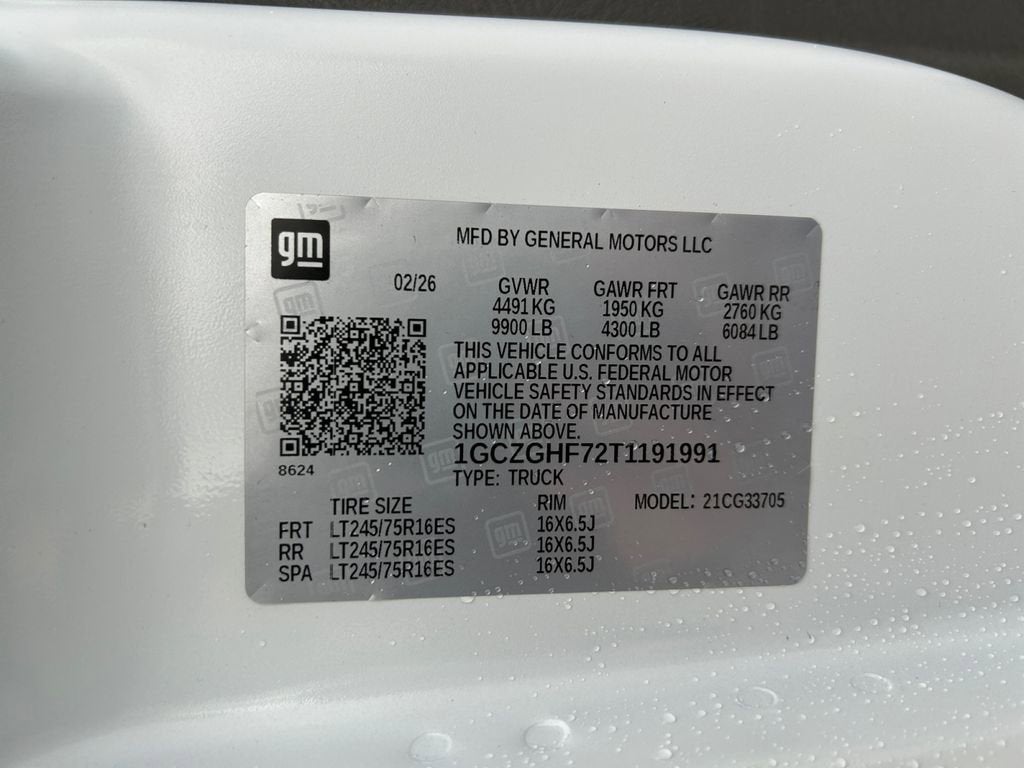 gm
MFD BY GENERAL MOTORS LLC
02/26
GVWR GAWR FRT GAWR RR
4491 KG 1950 KG 2760 KG
9900 LB 4300 LB 6084 LB
THIS VEHICLE CONFORMS TO ALL
APPLICABLE U.S. FEDERAL MOTOR
VEHICLE SAFETY STANDARDS IN EFFECT
ON THE DATE OF MANUFACTURE
SHOWN ABOVE.
1GCZGHF72T1191991
8624
TYPE: TRUCK
TIRE SIZE RIM MODEL: 21CG33705
FRT LT245/75R16ES 16X6.5J
RR LT245/75R16ES 16X6.5J
SPA LT245/75R16ES 16X6.5J